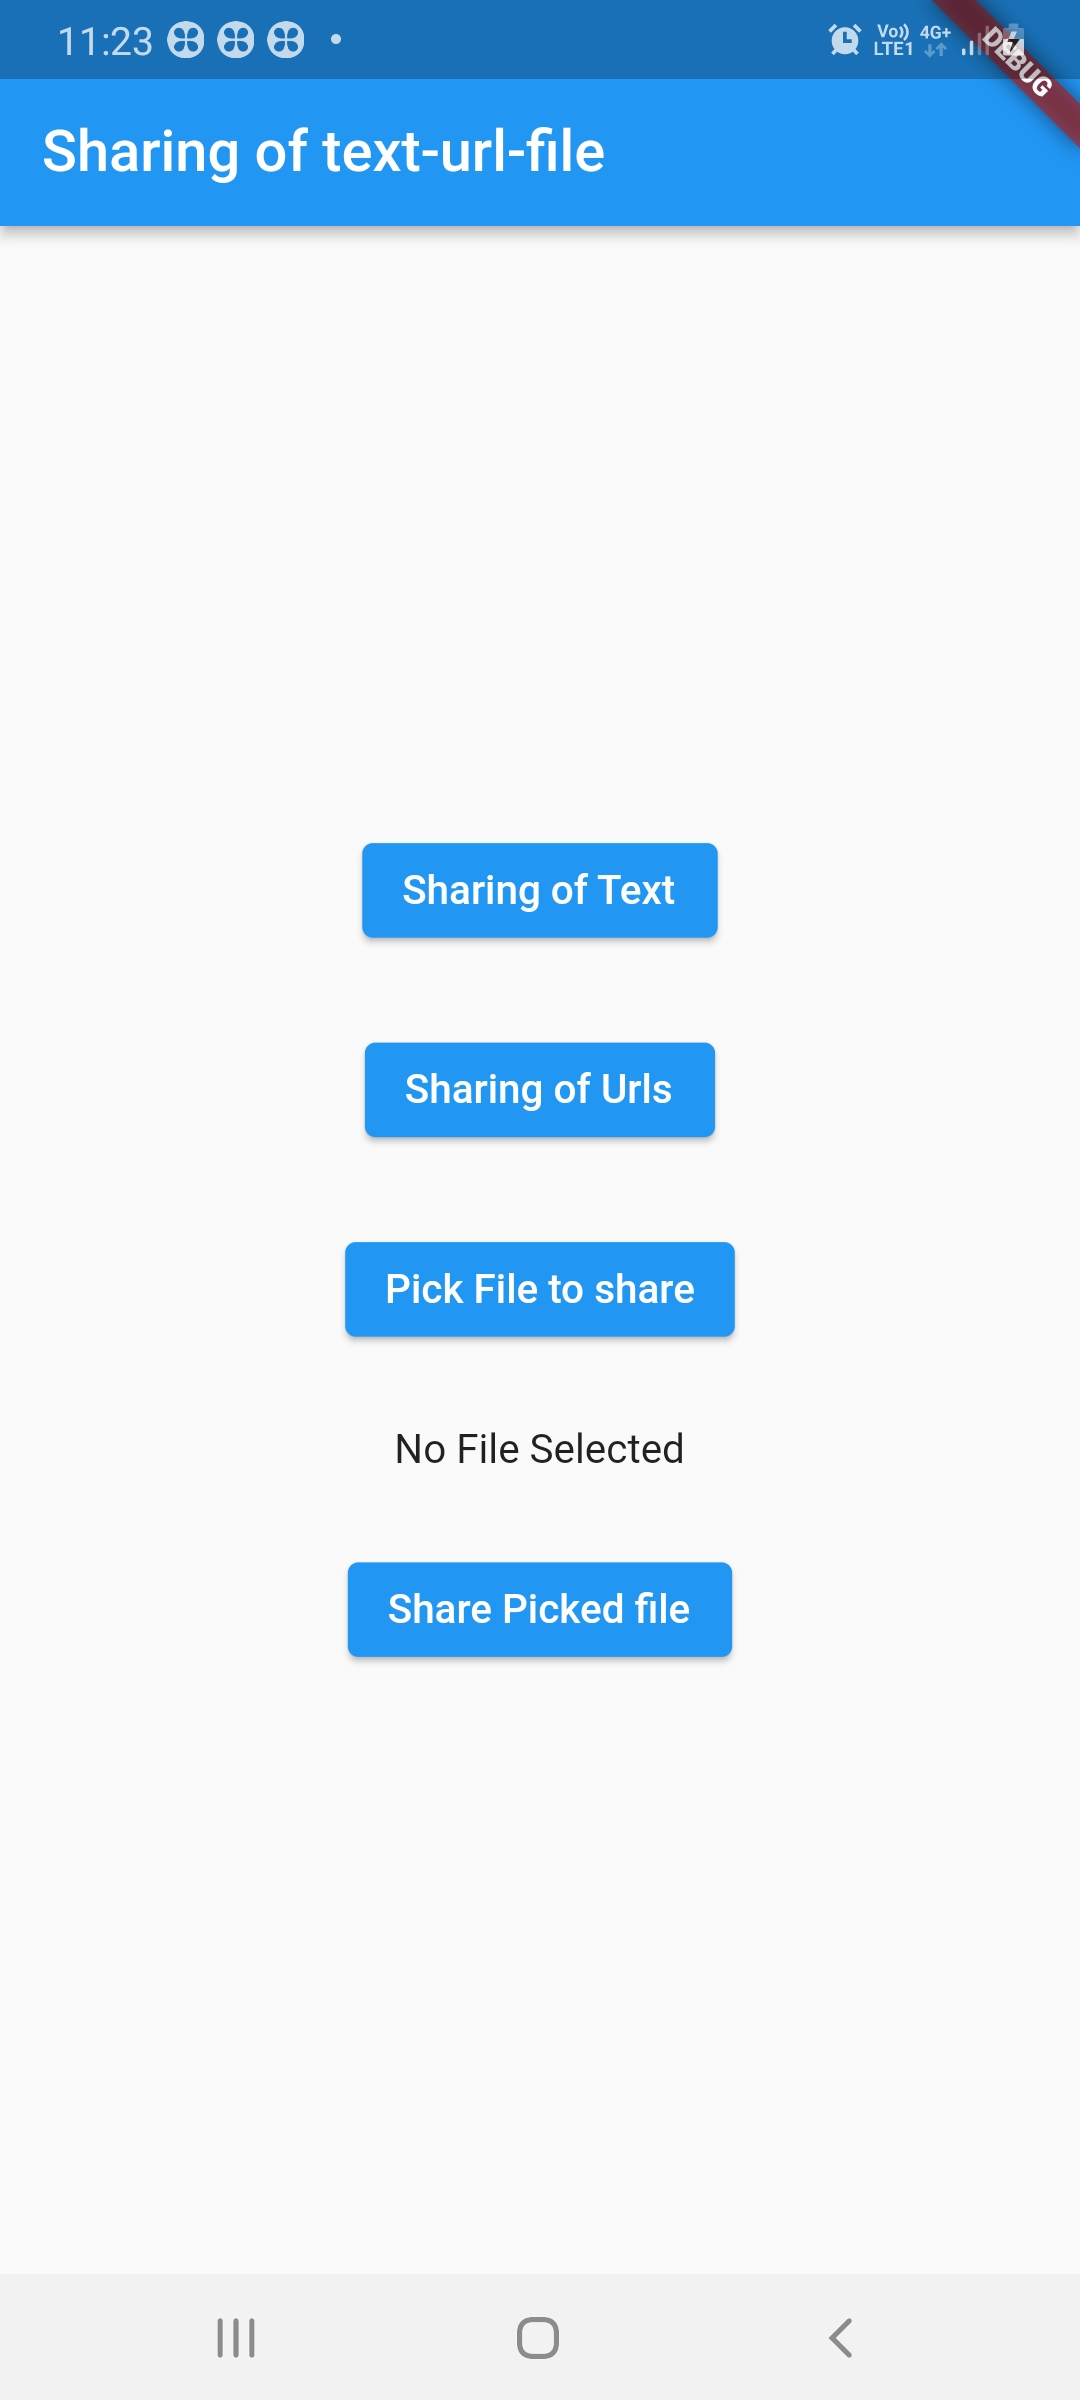 11:23
Vo)) 4G+
LTE1
DEBUG
Sharing of text-url-file
Sharing of Text
Sharing of Urls
Pick File to share
No File Selected
Share Picked file